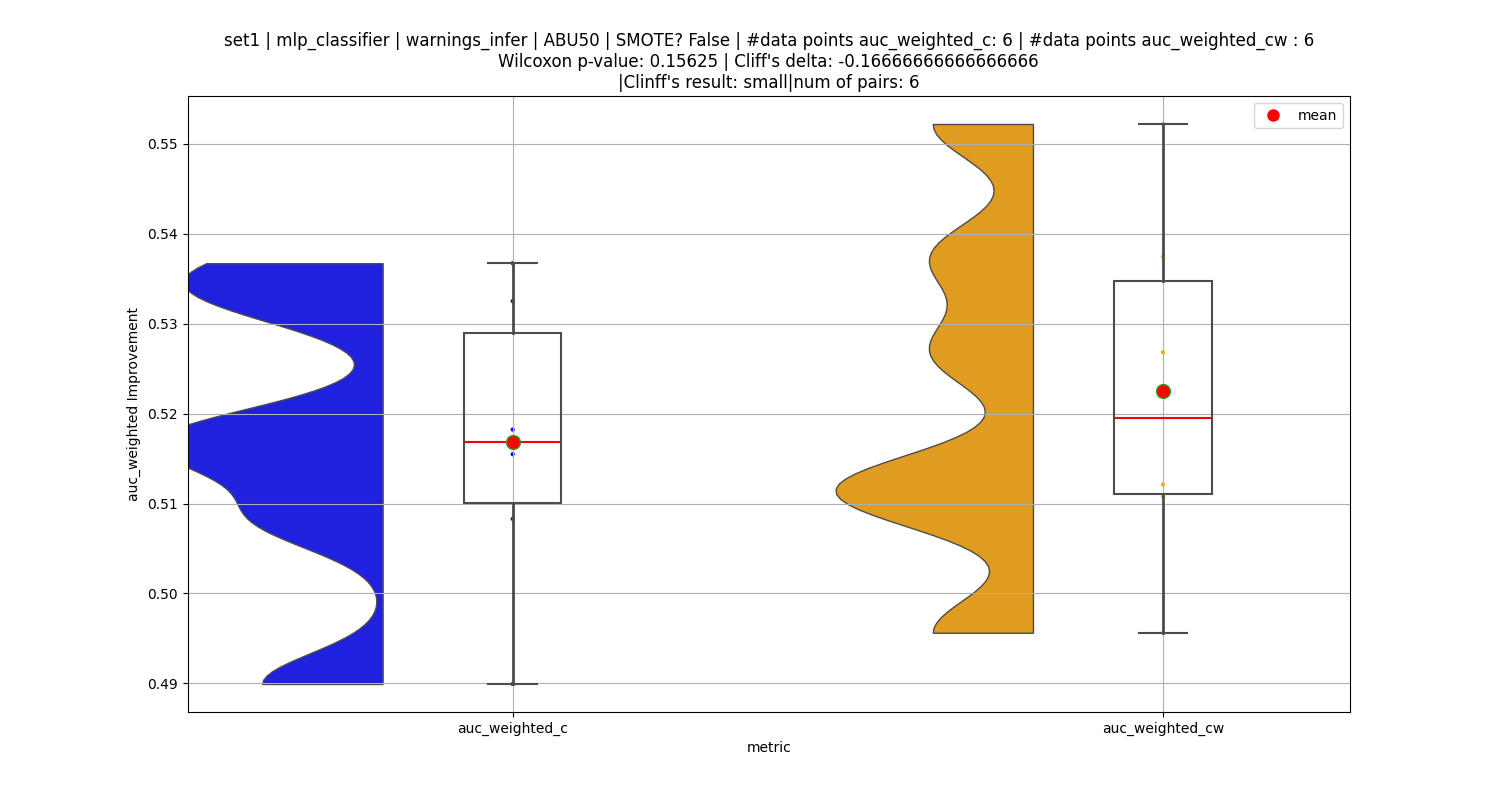 set1 | mlp_classifier | warnings_infer | ABU50 | SMOTE? False | #data points auc_weighted_c: 6 | #data points auc_weighted_cw : 6
Wilcoxon p-value: 0.15625 | Cliff's delta: -0.16666666666666666
|Clinff's result: small|num of pairs: 6
mean
0.55
0.54
0.53
0.52
0.51
0.50
0.49
auc_weighted Improvement
auc_weighted_c
auc_weighted_cw
metric